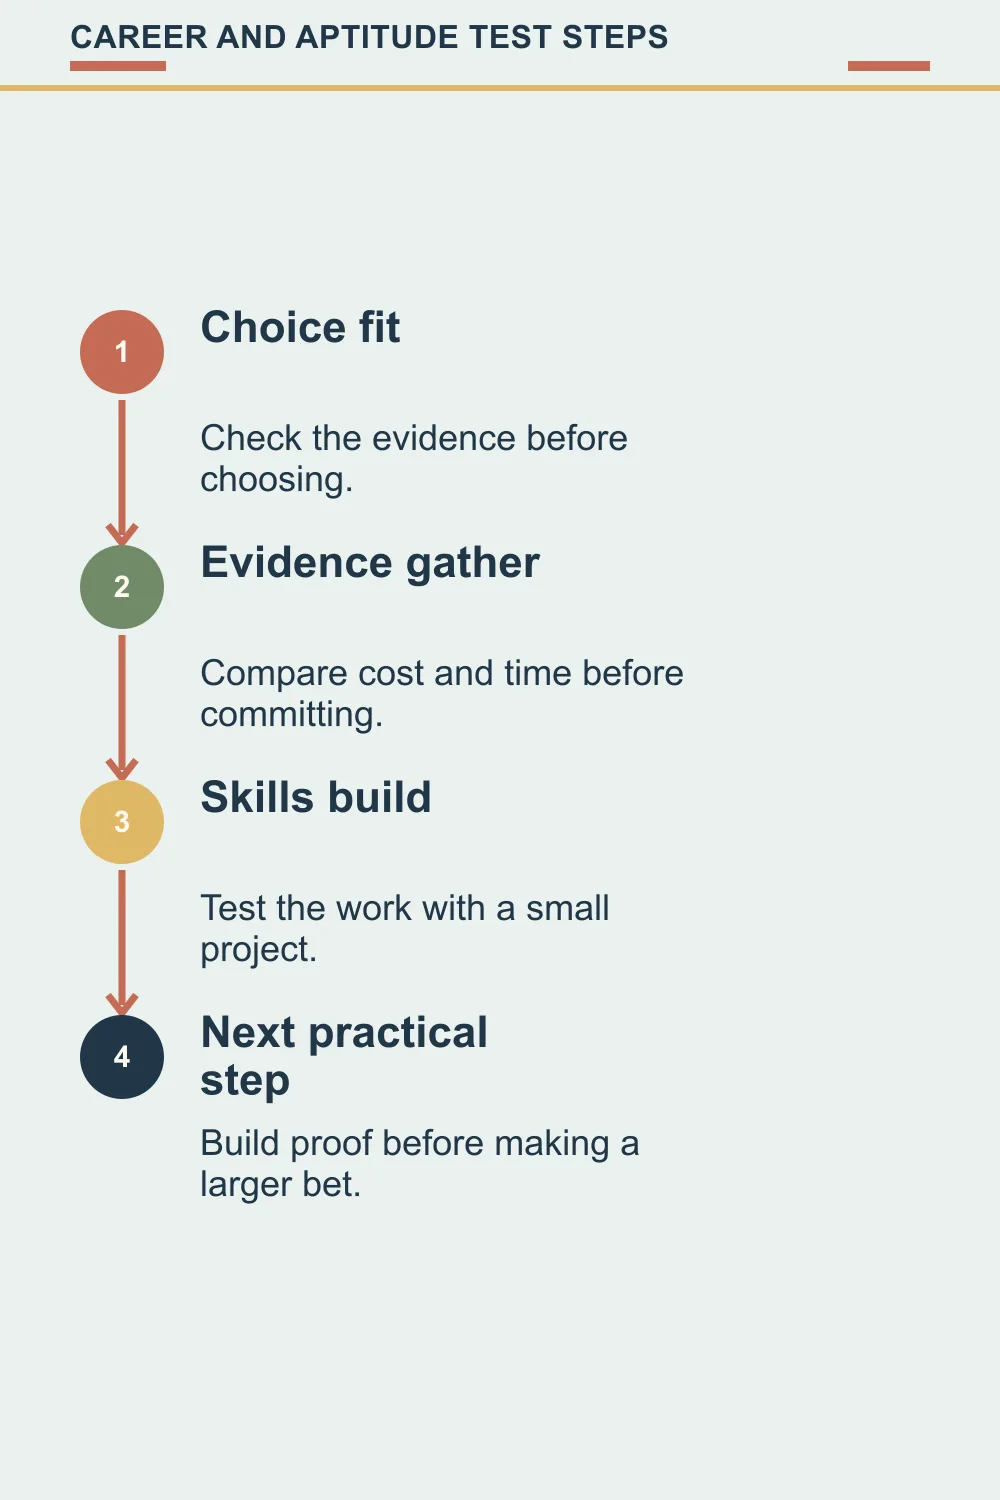 CAREER AND APTITUDE TEST STEPS
1
Choice fit
Check the evidence before
choosing.
2
Evidence gather
Compare cost and time before
committing.
3
Skills build
Test the work with a small
project.
4
Next practical
step
Build proof before making a
larger bet.